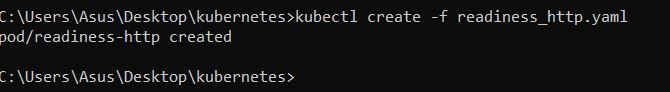 C:\Users\Asus\Desktop\kubernetes>kubectl create -f readiness_http.yaml
pod/readiness-http created
C:\Users\Asus\Desktop\kubernetes>